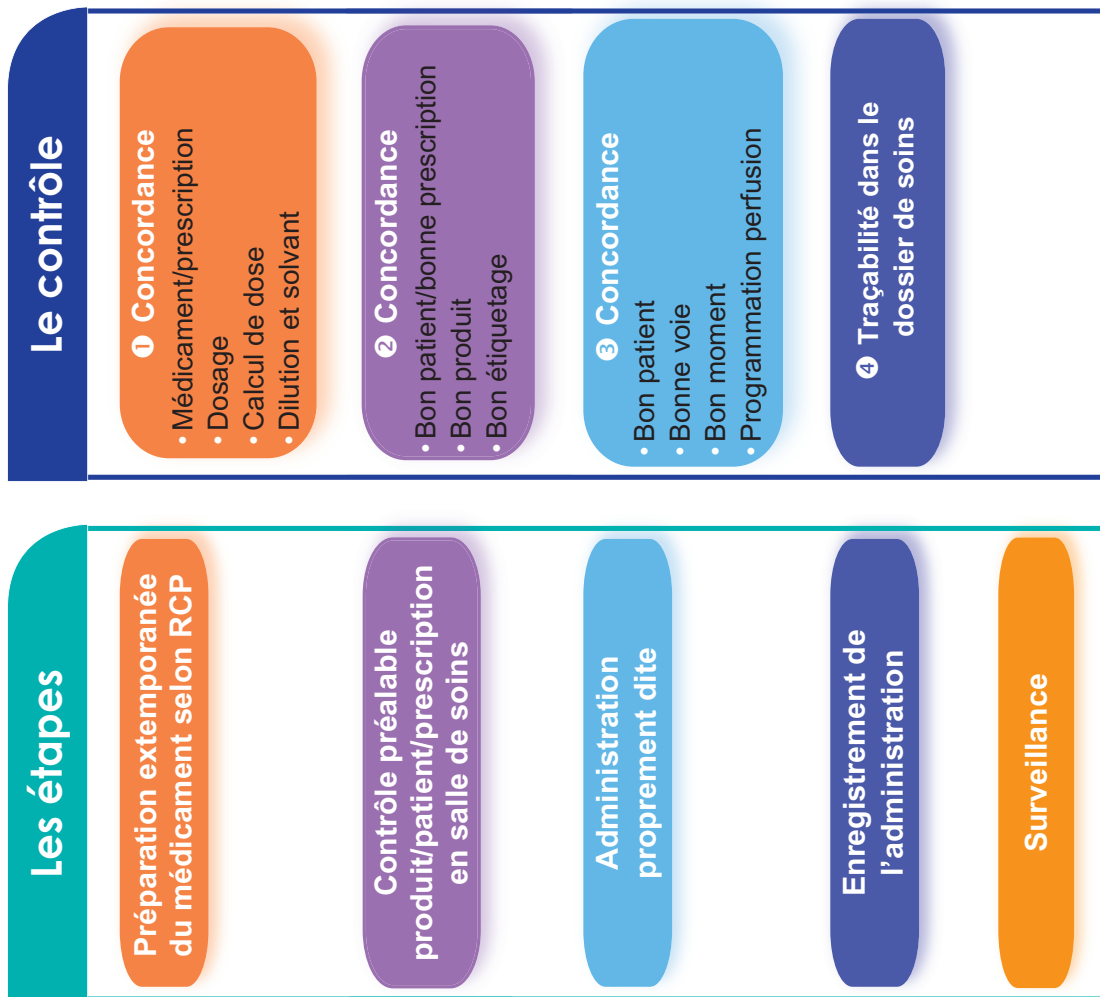 Les étapes
Préparation extemporanée
du médicament selon RCP
Contrôle préalable
produit/patient/prescription
en salle de soins
Administration
proprement dite
Enregistrement de
l'administration
Surveillance
Le contrôle
❶ Concordance
• Médicament/prescription
• Dosage
• Calcul de dose
• Dilution et solvant
❷ Concordance
• Bon patient/bonne prescription
• Bon produit
• Bon étiquetage
❸ Concordance
• Bon patient
• Bonne voie
• Bon moment
• Programmation perfusion
❹ Traçabilité dans le
dossier de soins